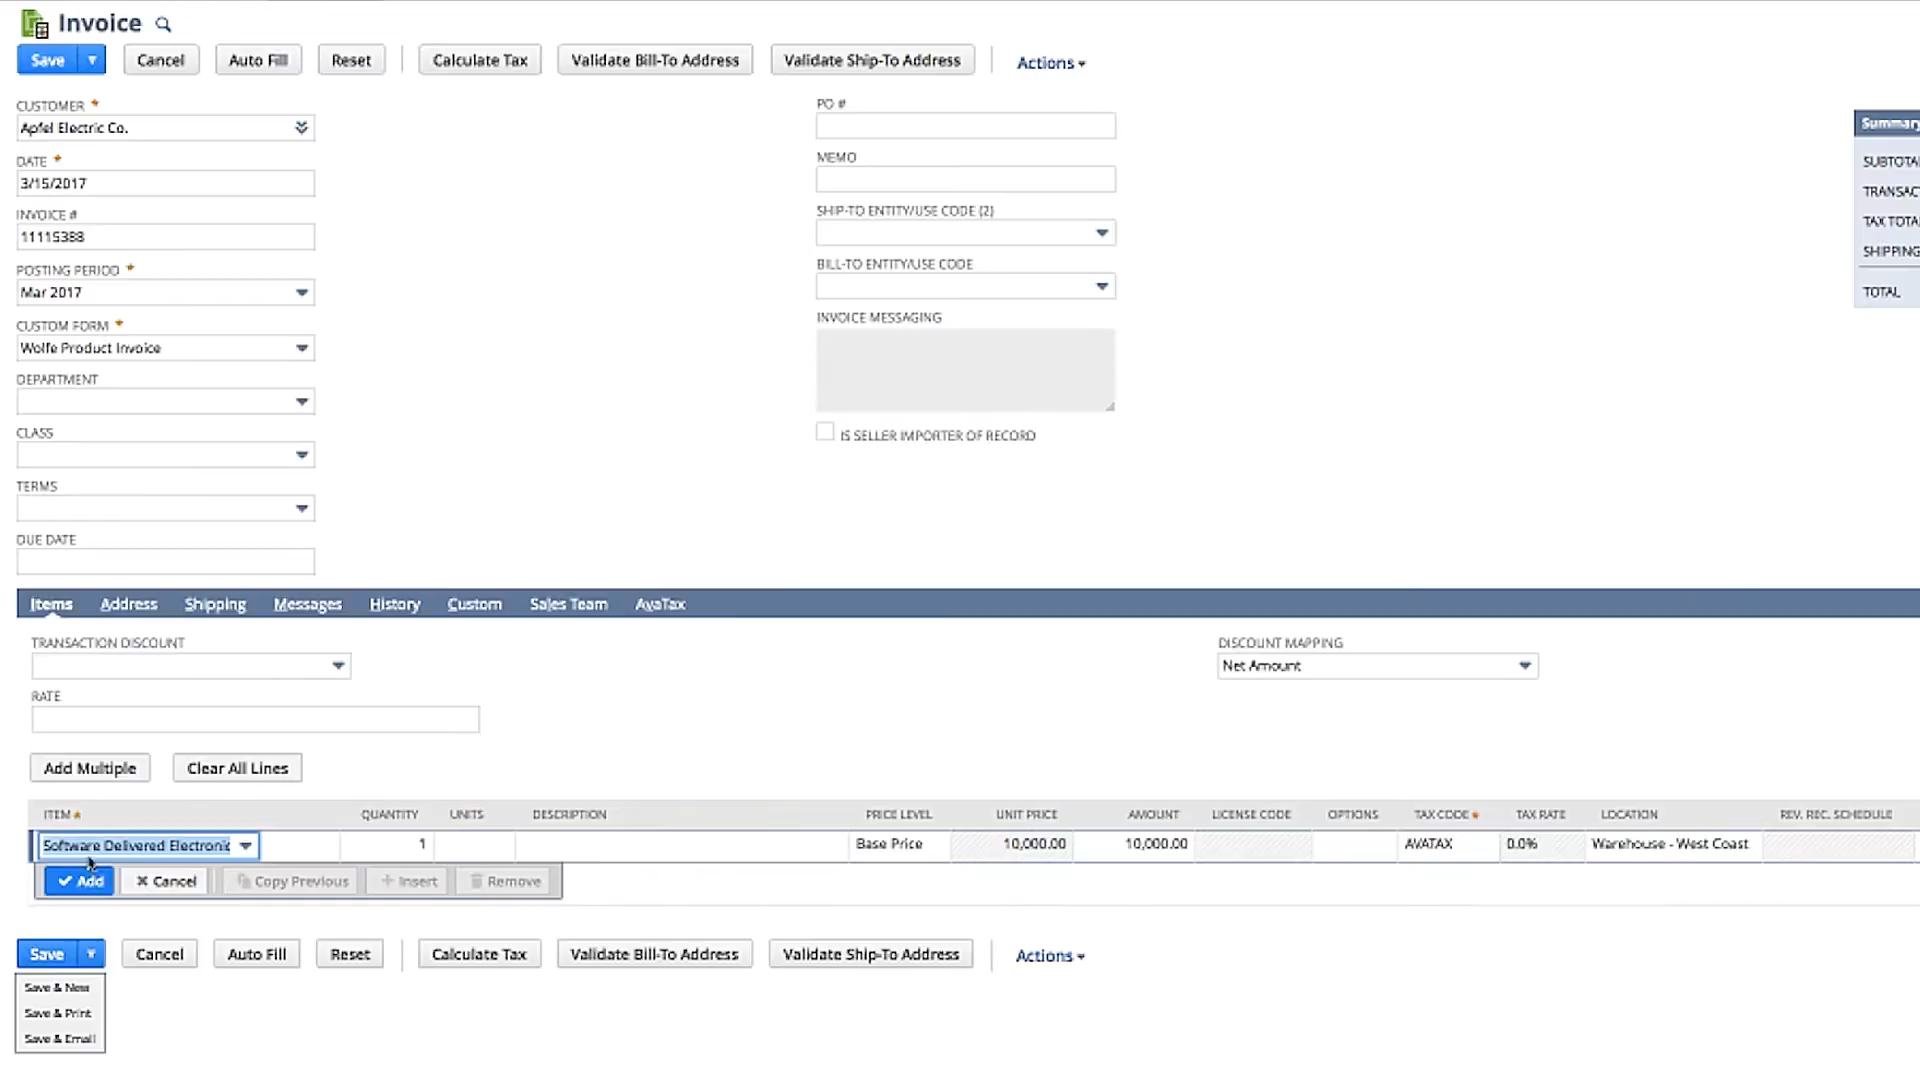 Invoice
Save Cancel Auto Fill Reset Calculate Tax Validate Bill-To Address Validate Ship-To Address Actions
CUSTOMER *
Apfel Electric Co.
DATE *
3/15/2017
INVOICE #
11115388
POSTING PERIOD *
Mar 2017
CUSTOM FORM *
Wolfe Product Invoice
DEPARTMENT
CLASS
TERMS
DUE DATE
PO #
MEMO
SHIP-TO ENTITY/USE CODE (2)
BILL-TO ENTITY/USE CODE
INVOICE MESSAGING
IS SELLER IMPORTER OF RECORD
Summary
SUBTOTA
TRANSAC
TAX TOTA
SHIPPING
TOTAL
Items Address Shipping Messages History Custom Sales Team AvaTax
TRANSACTION DISCOUNT
RATE
DISCOUNT MAPPING
Net Amount
Add Multiple Clear All Lines
ITEM * QUANTITY UNITS DESCRIPTION PRICE LEVEL UNIT PRICE AMOUNT LICENSE CODE OPTIONS TAX CODE * TAX RATE LOCATION REV. REC. SCHEDULE
Software Delivered Electronic 1 Base Price 10,000.00 10,000.00 AVATAX 0.0% Warehouse - West Coast
Add Cancel Copy Previous Insert Remove
Save Cancel Auto Fill Reset Calculate Tax Validate Bill-To Address Validate Ship-To Address Actions
Save & New
Save & Print
Save & Email